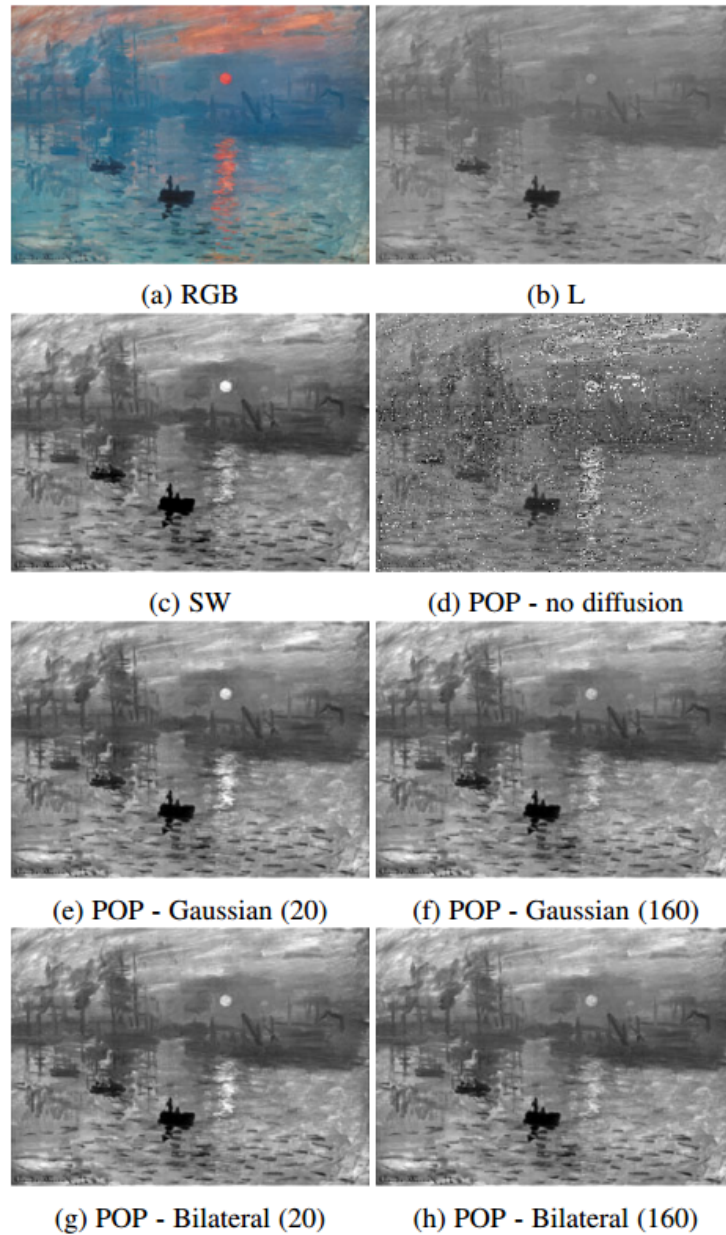 (a) RGB
(b) L
(c) SW
(d) POP - no diffusion
(e) POP - Gaussian (20)
(f) POP - Gaussian (160)
(g) POP - Bilateral (20)
(h) POP - Bilateral (160)